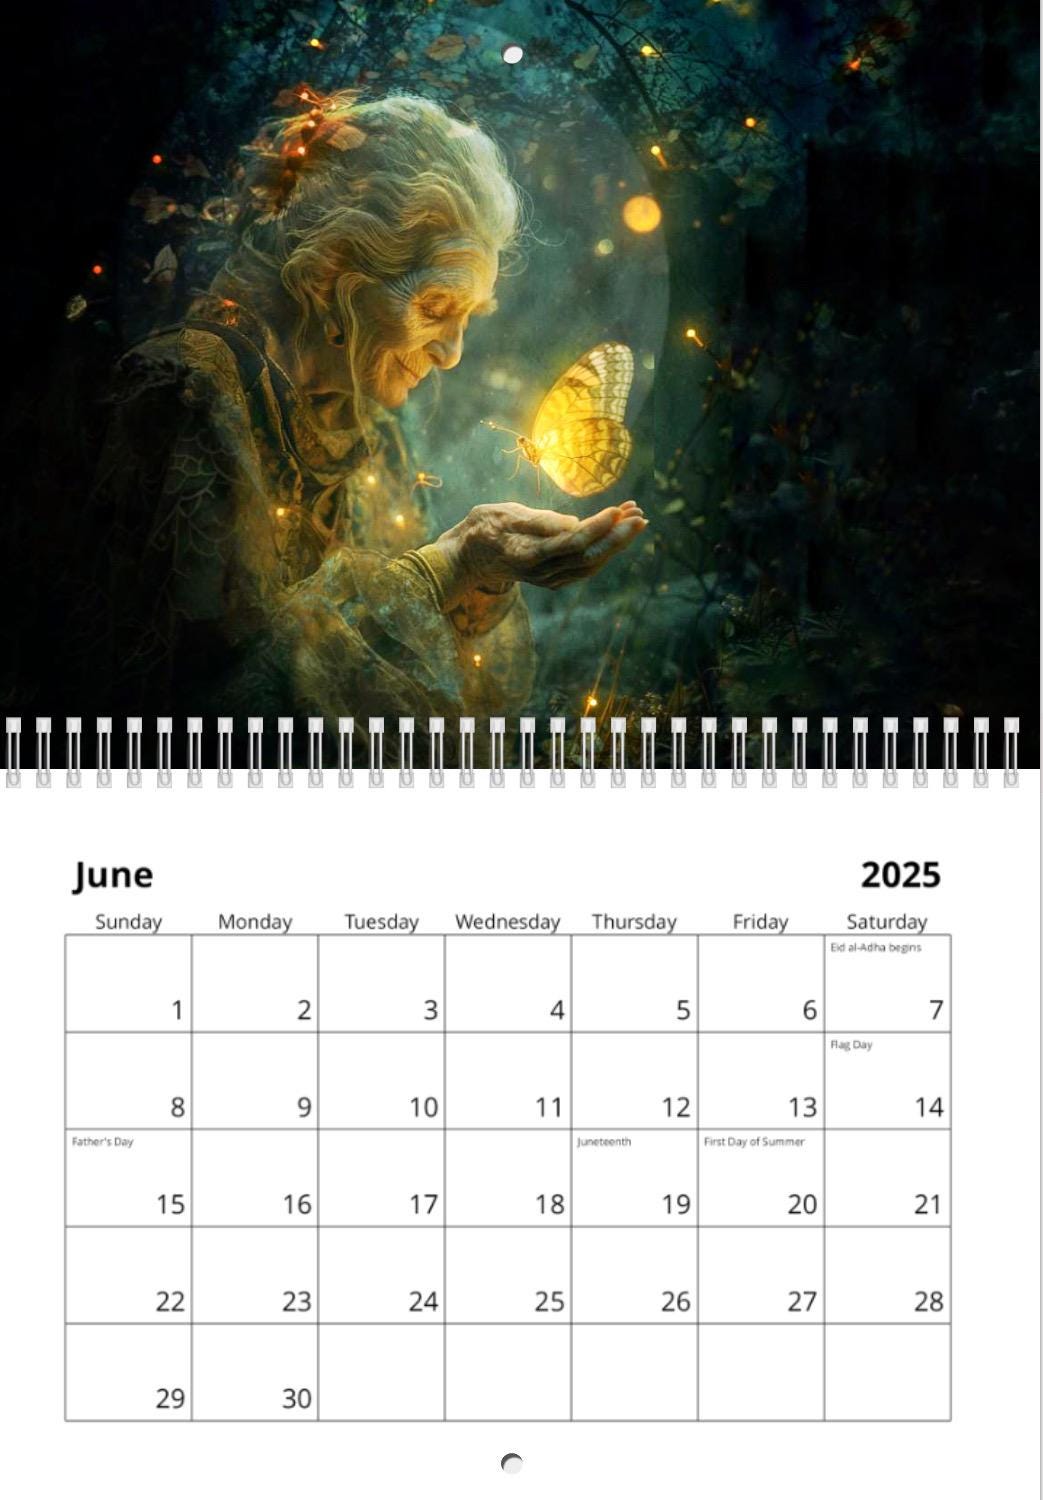 June 2025
Sunday Monday Tuesday Wednesday Thursday Friday Saturday
Eid al-Adha begins
1 2 3 4 5 6 7
Flag Day
8 9 10 11 12 13 14
Father's Day Juneteenth First Day of Summer
15 16 17 18 19 20 21
22 23 24 25 26 27 28
29 30